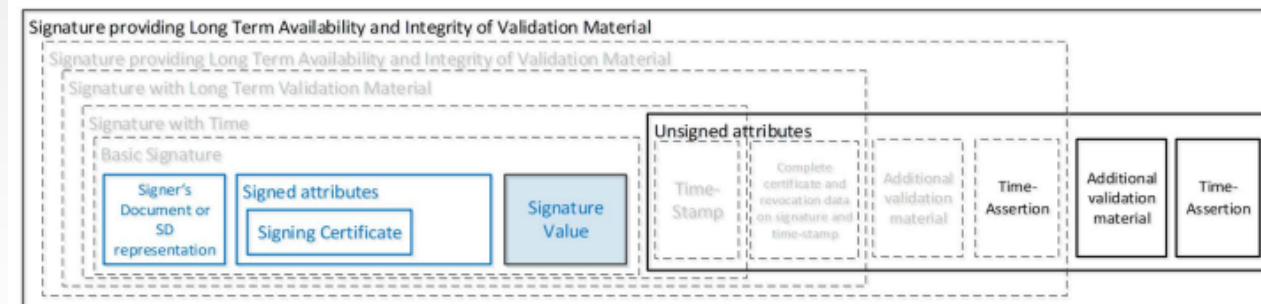 Signature providing Long Term Availability and Integrity of Validation Material
Signature providing Long Term Availability and Integrity of Validation Material
Signature with Long Term Validation Material
Signature with Time
Basic Signature
Signer's
Document or
SD
representation
Signed attributes
Signing Certificate
Signature
Value
Unsigned attributes
Time-
Stamp
Complete
certificate and
revocation data
on signature and
time-stamp
Additional
validation
material
Time-
Assertion
Additional
validation
material
Time-
Assertion